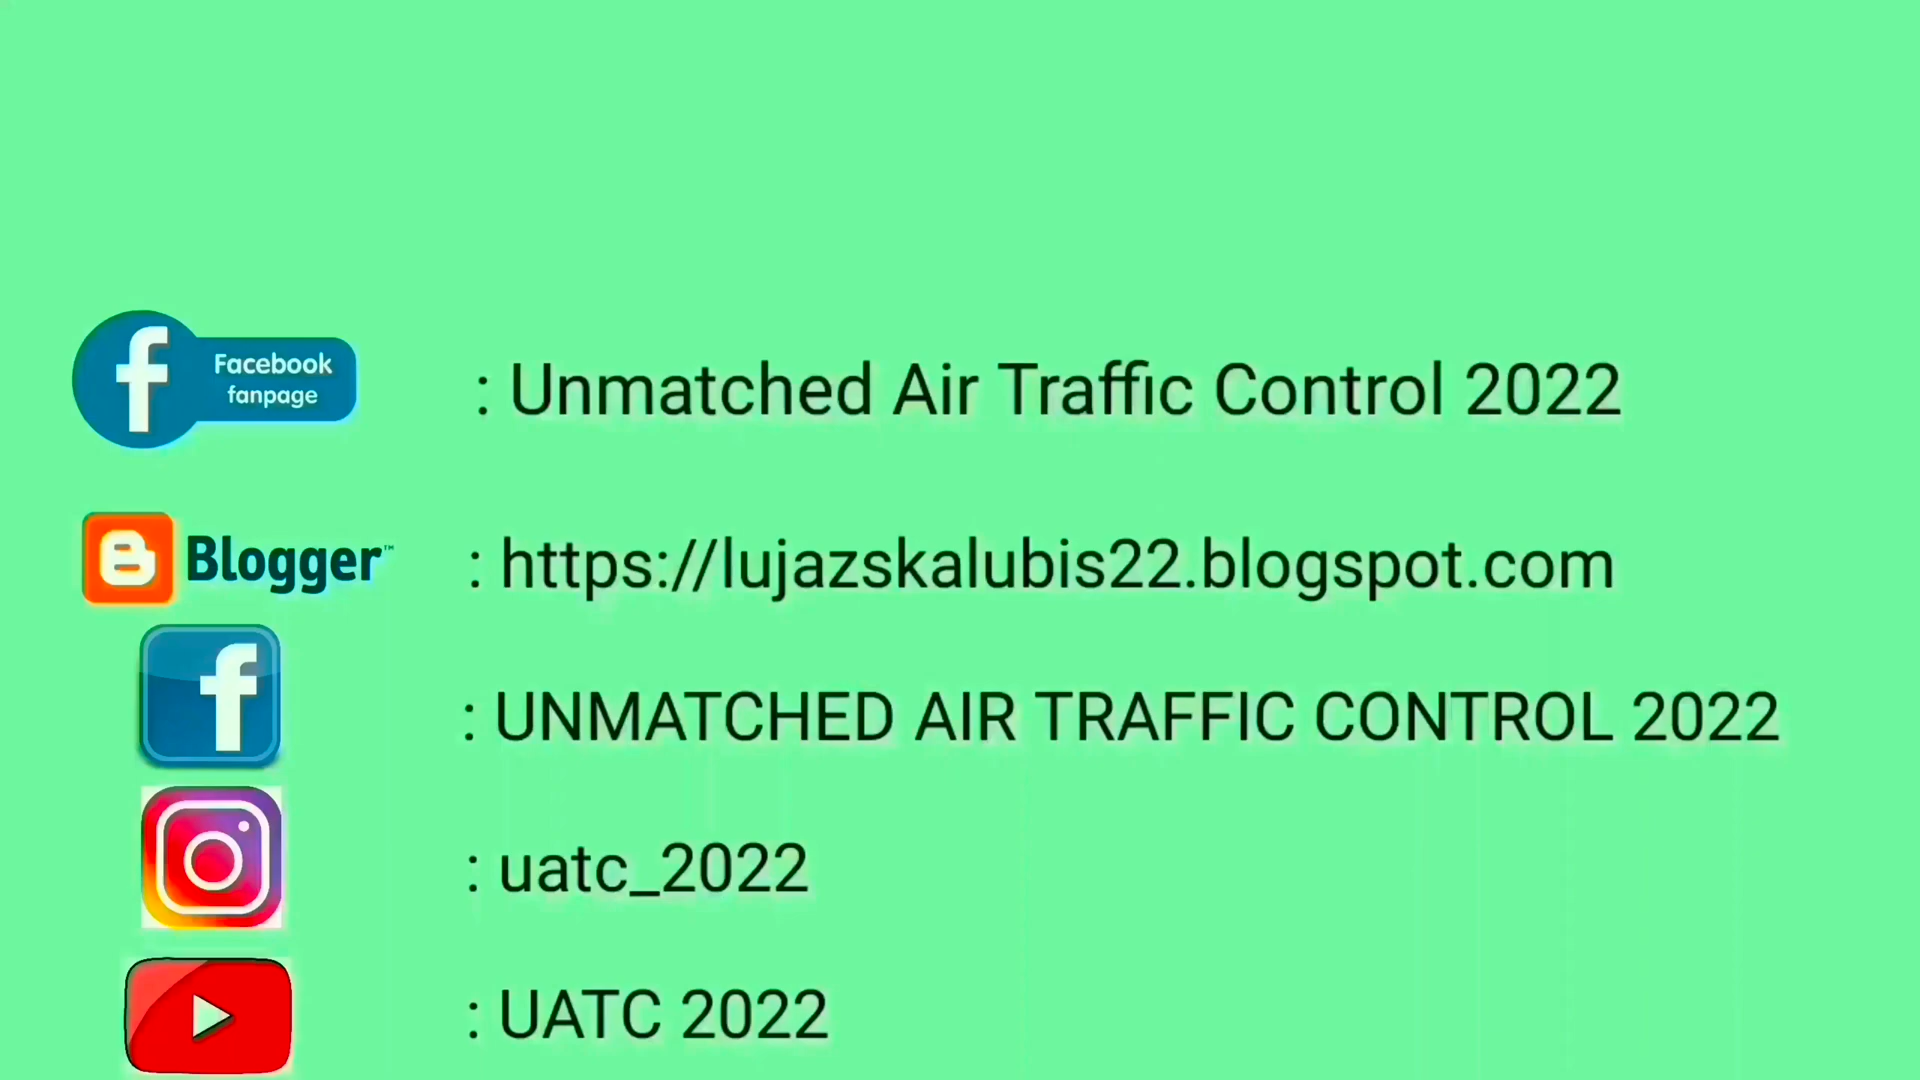 Facebook
fanpage
: Unmatched Air Traffic Control 2022
Blogger™
: https://lujazskalubis22.blogspot.com
: UNMATCHED AIR TRAFFIC CONTROL 2022
: uatc_2022
: UATC 2022